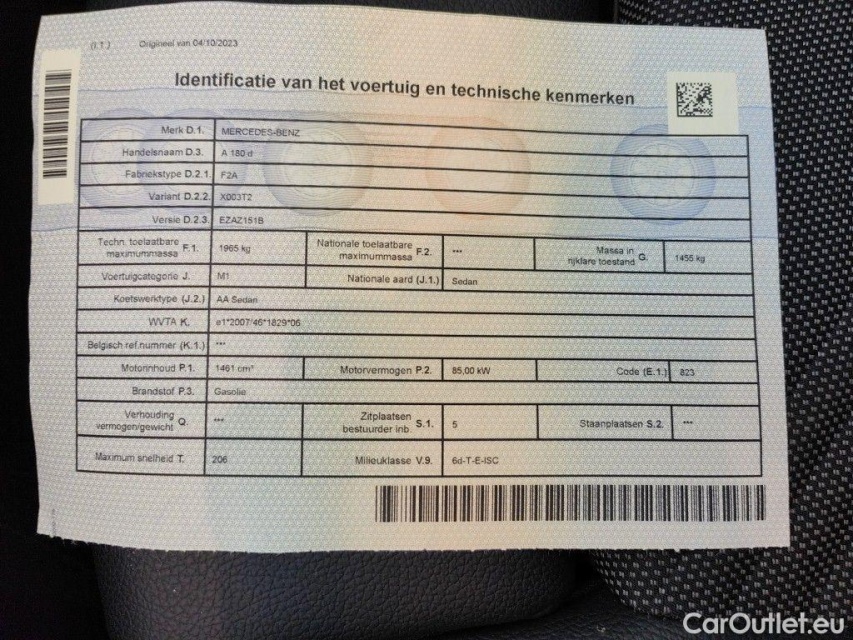 (I.1) Origineel van 04/10/2023
Identificatie van het voertuig en technische kenmerken
Merk D.1. MERCEDES-BENZ
Handelsnaam D.3. A 180 d
Fabriekstype D.2.1. F2A
Variant D.2.2. X003T2
Versie D.2.3. EZAZ151B
Techn. toelaatbare maximummassa F.1. 1965 kg Nationale toelaatbare maximummassa F.2. *** Massa in rijklare toestand G. 1455 kg
Voertuigcategorie J. M1 Nationale aard (J.1.) Sedan
Koetswerktype (J.2.) AA Sedan
WVTA K. e1*2007/46*1829*06
Belgisch ref.nummer (K.1.) ***
Motorinhoud P.1. 1461 cm³ Motorvermogen P.2. 85,00 kW Code (E.1.) 823
Brandstof P.3. Gasolie
Verhouding vermogen/gewicht Q. *** Zitplaatsen bestuurder inb. S.1. 5 Staanplaatsen S.2. ***
Maximum snelheid T. 206 Milieuklasse V.9. 6d-T-E-ISC
CarOutlet.eu